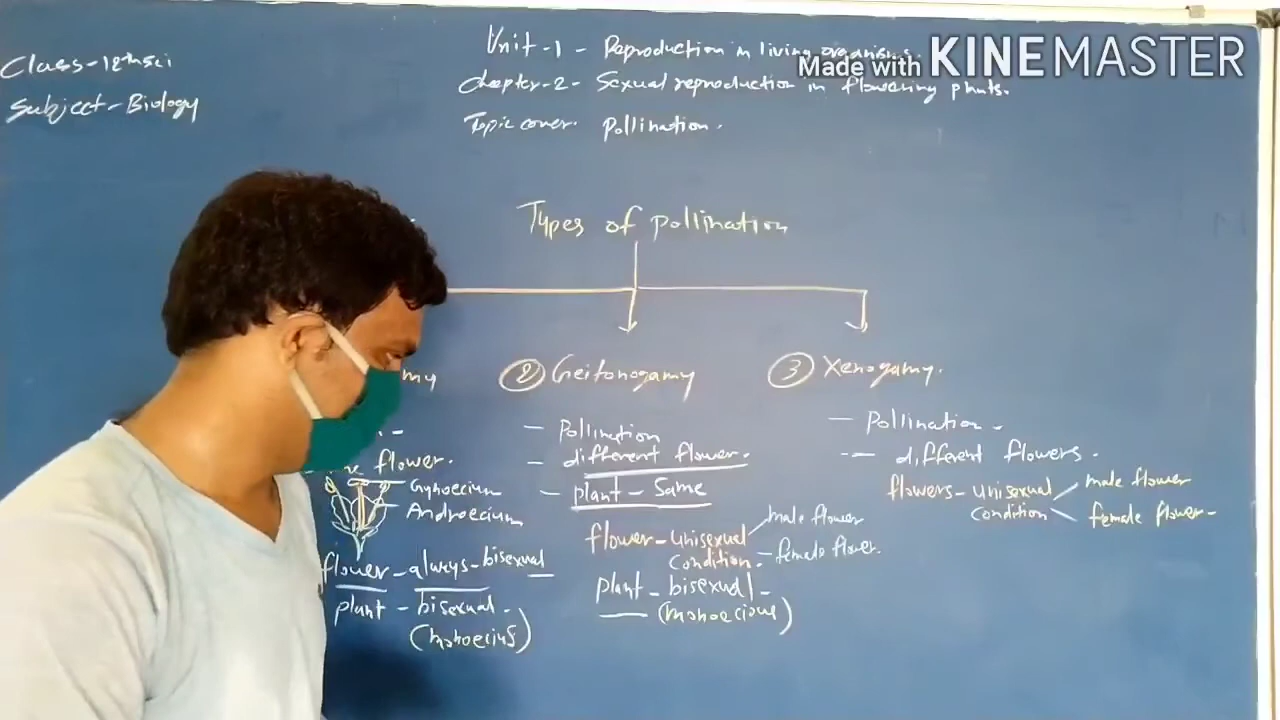 Class-12th sci
Subject-Biology
Unit-1 - Reproduction in living organisms.
Chapter-2- Sexual reproduction in flowering plants.
Topic cover. Pollination.
Made with KINEMASTER
Types of pollination
my
② Geitonogamy
- Pollination
- different flower.
- plant - Same
flower - unisexual
condition. - male flower
- female flower.
plant - bisexual -
(monoecious)
③ Xenogamy.
- Pollination -
- different flowers.
flowers - unisexual
condition
male flower
female flower-
flower.
Gynoecium
Androecium
flower - always - bisexual
plant - bisexual.